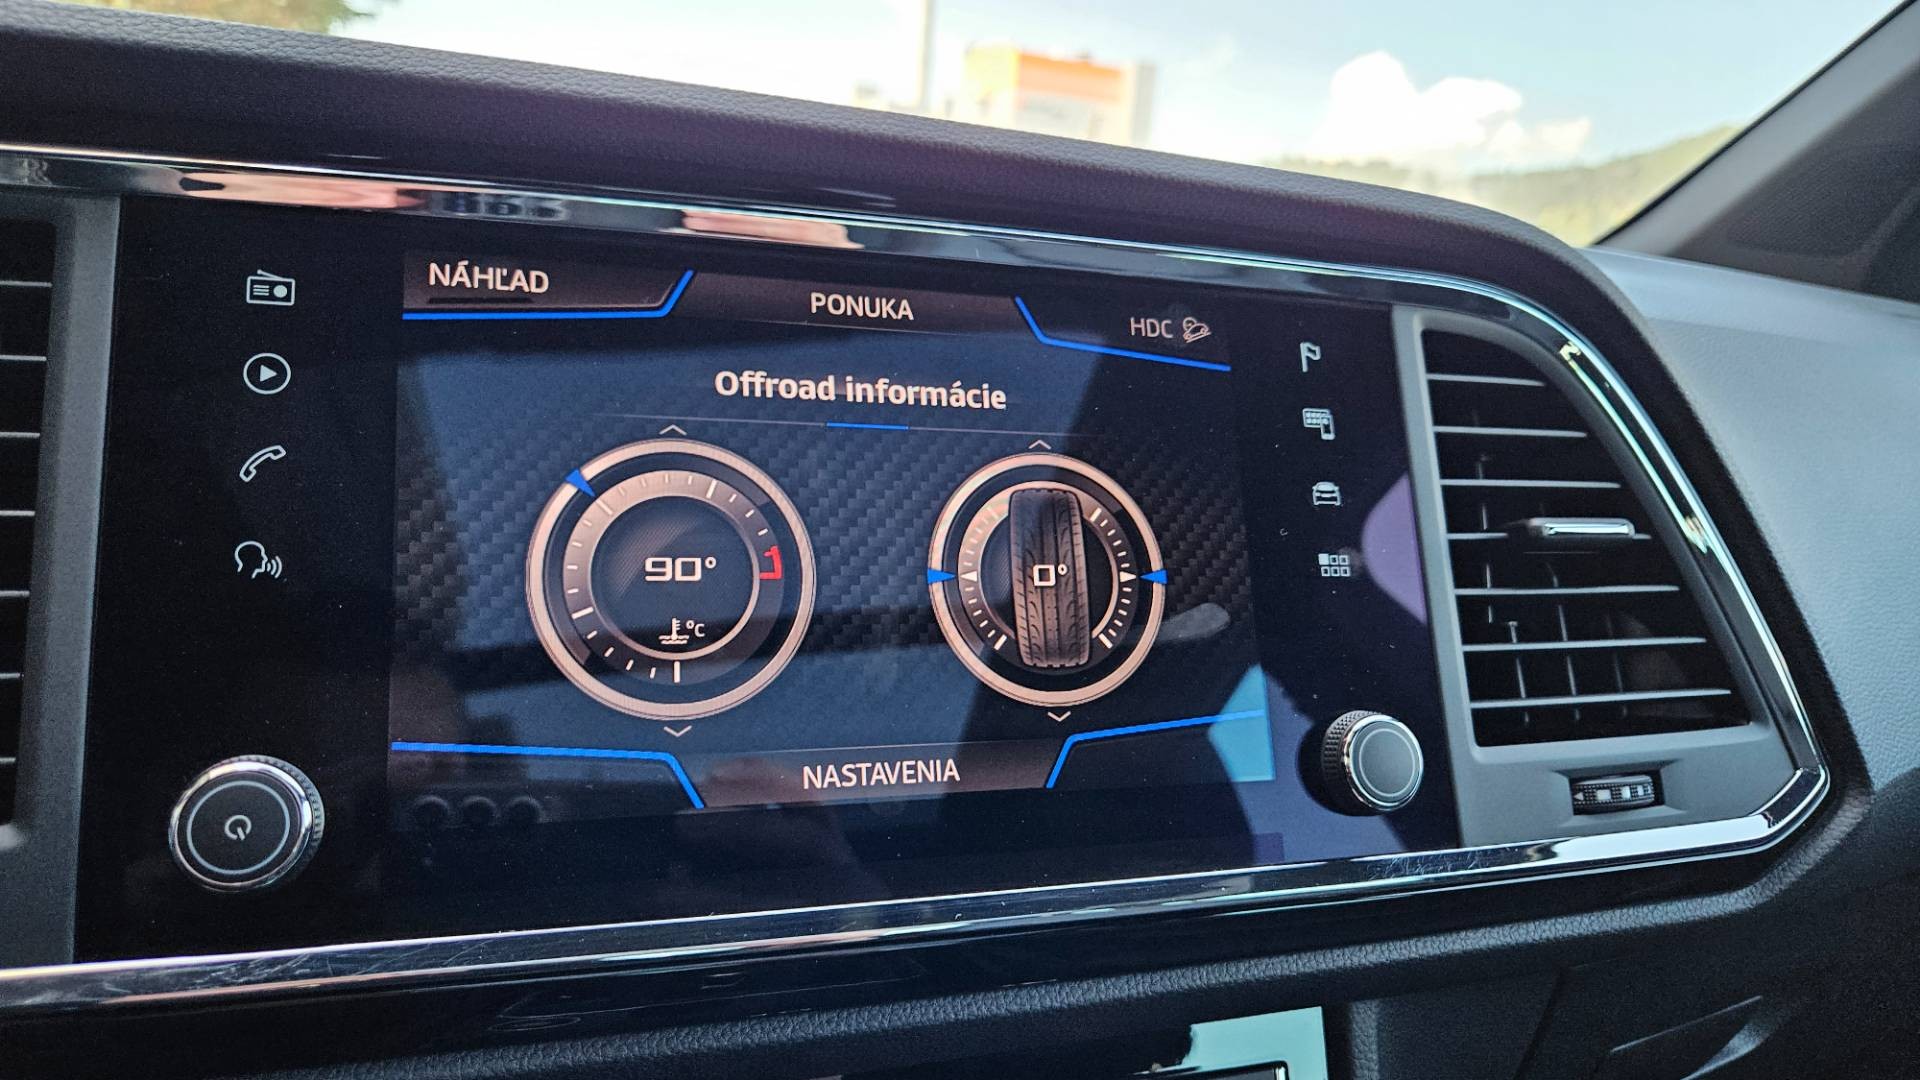 NÁHĽAD
PONUKA
HDC
Offroad informácie
90°
°C
0°
NASTAVENIA